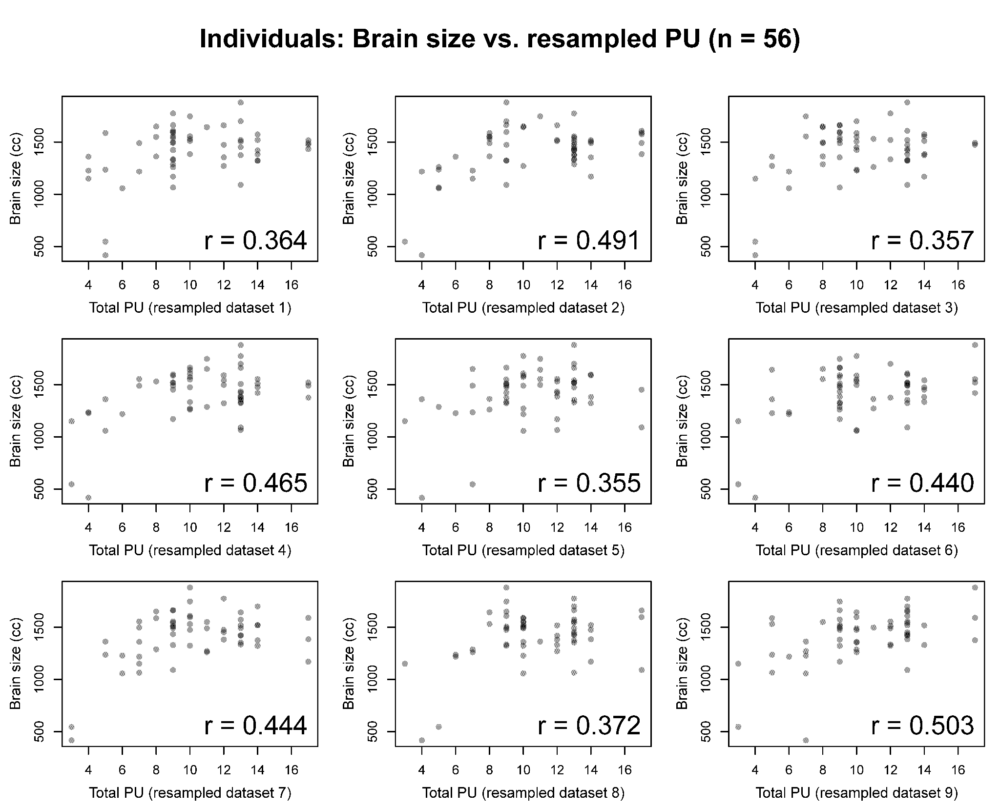 Individuals: Brain size vs. resampled PU (n = 56)
Brain size (cc)
500 1000 1500
r = 0.364
4 6 8 10 12 14 16
Total PU (resampled dataset 1)
Brain size (cc)
500 1000 1500
r = 0.491
4 6 8 10 12 14 16
Total PU (resampled dataset 2)
Brain size (cc)
500 1000 1500
r = 0.357
4 6 8 10 12 14 16
Total PU (resampled dataset 3)
Brain size (cc)
500 1000 1500
r = 0.465
4 6 8 10 12 14 16
Total PU (resampled dataset 4)
Brain size (cc)
500 1000 1500
r = 0.355
4 6 8 10 12 14 16
Total PU (resampled dataset 5)
Brain size (cc)
500 1000 1500
r = 0.440
4 6 8 10 12 14 16
Total PU (resampled dataset 6)
Brain size (cc)
500 1000 1500
r = 0.444
4 6 8 10 12 14 16
Total PU (resampled dataset 7)
Brain size (cc)
500 1000 1500
r = 0.372
4 6 8 10 12 14 16
Total PU (resampled dataset 8)
Brain size (cc)
500 1000 1500
r = 0.503
4 6 8 10 12 14 16
Total PU (resampled dataset 9)